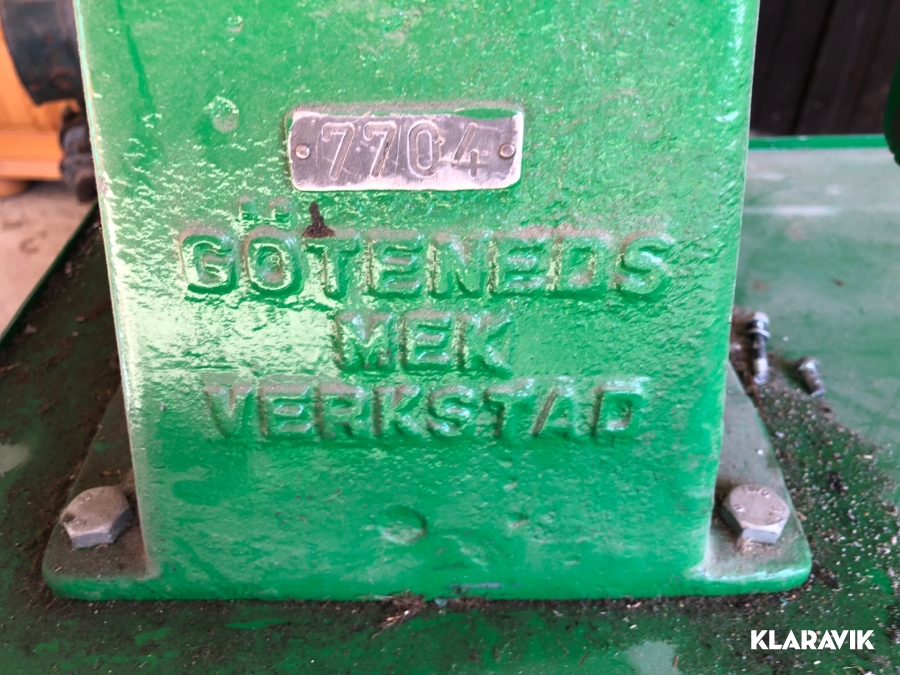 7704
GÖTENEDS
MEK
VERKSTAD
KLARAVIK